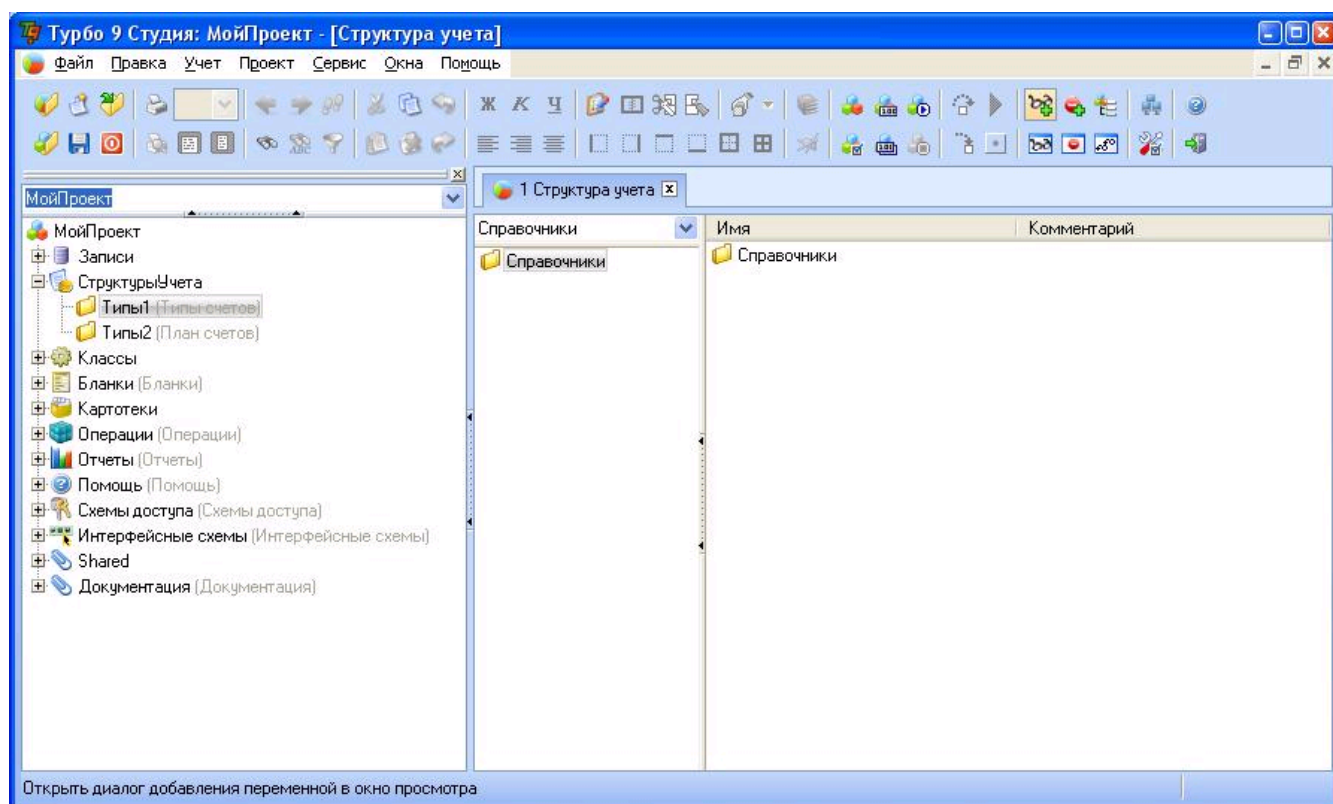 Турбо 9 Студия: МойПроект - [Структура учета]
Файл Правка Учет Проект Сервис Окна Помощь
Ж К Ч
МойПроект
1 Структура учета
МойПроект
Записи
СтруктурыУчета
Типы1 (Типы счетов)
Типы2 (План счетов)
Классы
Бланки (Бланки)
Картотеки
Операции (Операции)
Отчеты (Отчеты)
Помощь (Помощь)
Схемы доступа (Схемы доступа)
Интерфейсные схемы (Интерфейсные схемы)
Shared
Документация (Документация)
Справочники
Справочники
Имя Комментарий
Справочники
Открыть диалог добавления переменной в окно просмотра